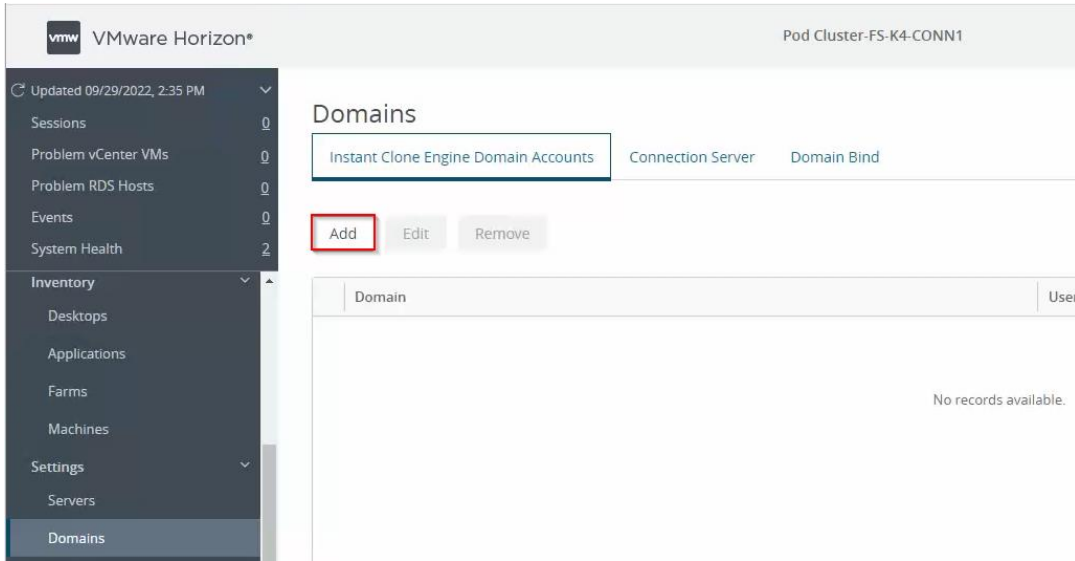 vmw VMware Horizon®
Pod Cluster-FS-K4-CONN1
Updated 09/29/2022, 2:35 PM
Sessions 0
Problem vCenter VMs 0
Problem RDS Hosts 0
Events 0
System Health 2
Inventory
Desktops
Applications
Farms
Machines
Settings
Servers
Domains
Domains
Instant Clone Engine Domain Accounts Connection Server Domain Bind
Add Edit Remove
Domain User
No records available.